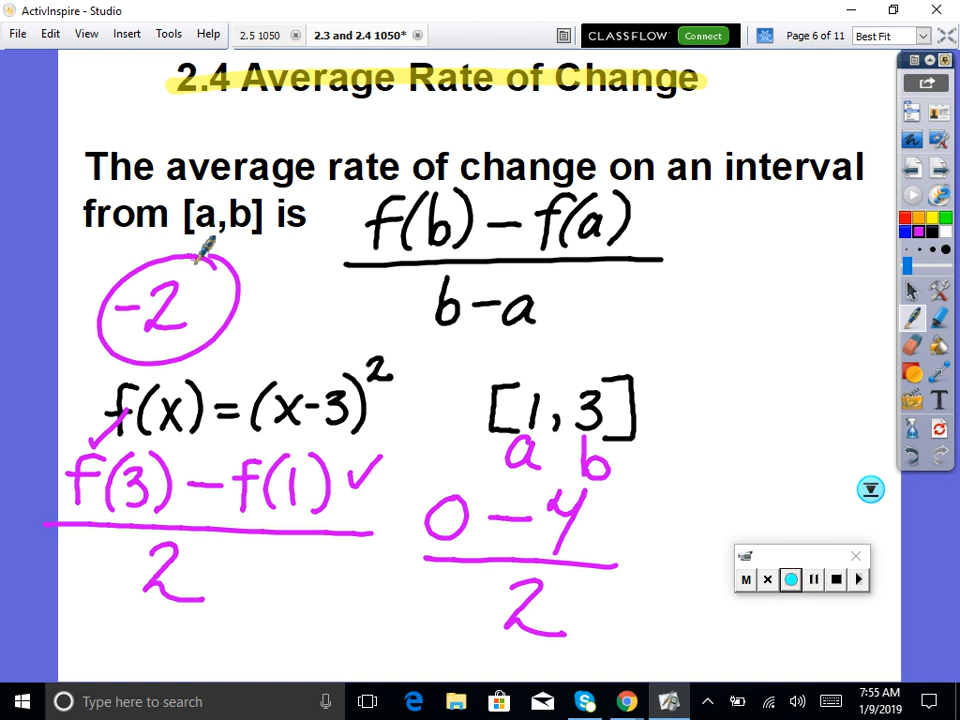 ActivInspire - Studio
File Edit View Insert Tools Help 2.5 1050 2.3 and 2.4 1050* CLASSFLOW Connect Page 6 of 11 Best Fit
2.4 Average Rate of Change
The average rate of change on an interval
from [a,b] is
f(b) - f(a)
b - a
-2
f(x) = (x-3)² [1, 3]
a b
f(3) - f(1) ✓
2
0 - 4
2
M
Type here to search
7:55 AM
1/9/2019